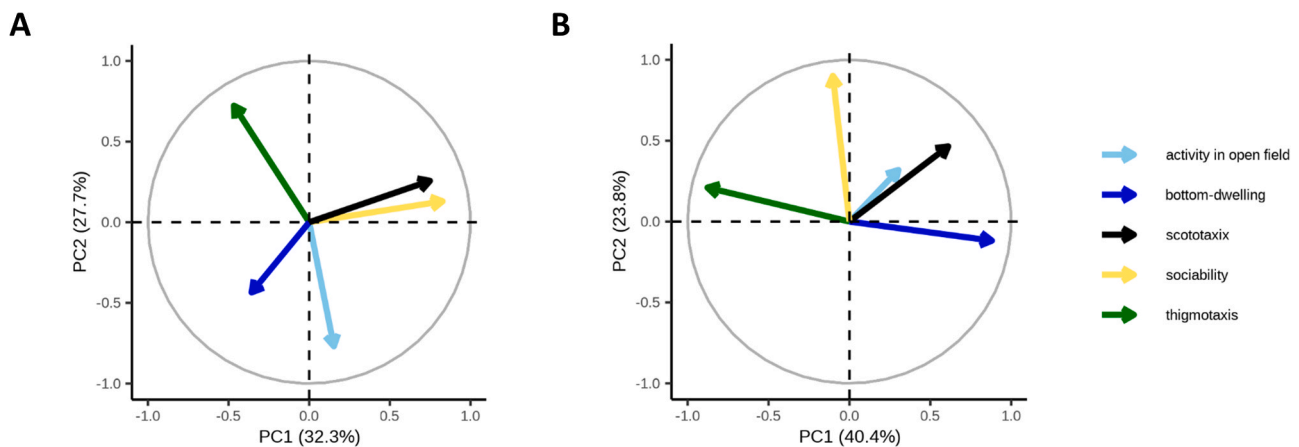 A
B
1.0
0.5
0.0
-0.5
-1.0
PC2 (27.7%)
-1.0
-0.5
0.0
0.5
1.0
PC1 (32.3%)
1.0
0.5
0.0
-0.5
-1.0
PC2 (23.8%)
-1.0
-0.5
0.0
0.5
1.0
PC1 (40.4%)
activity in open field
bottom-dwelling
scototaxix
sociability
thigmotaxis